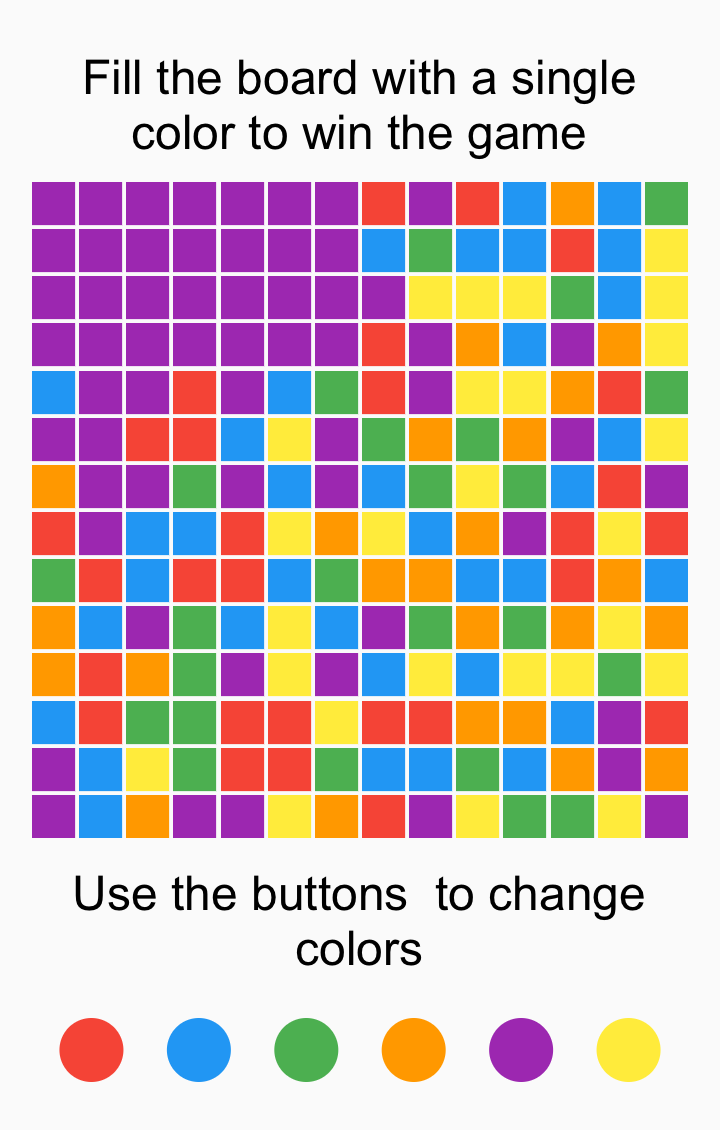 Fill the board with a single
color to win the game
Use the buttons  to change
colors